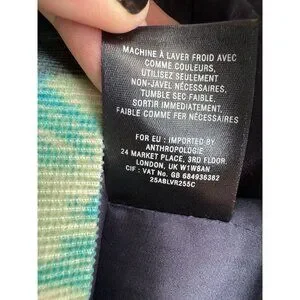 MACHINE À LAVER FROID AVEC
COMME COULEURS,
UTILISEZ SEULEMENT
NON-JAVEL NÉCESSAIRES,
TUMBLE SEC FAIBLE.
SORTIR IMMEDIATEMENT,
FAIBLE COMME FER NÉCESSAIRES
FOR EU : IMPORTED BY
ANTHROPOLOGIE
24 MARKET PLACE, 3RD FLOOR.
LONDON, UK W1W8AN
CIF : VAT No. GB 684936382
25ABLVR255C